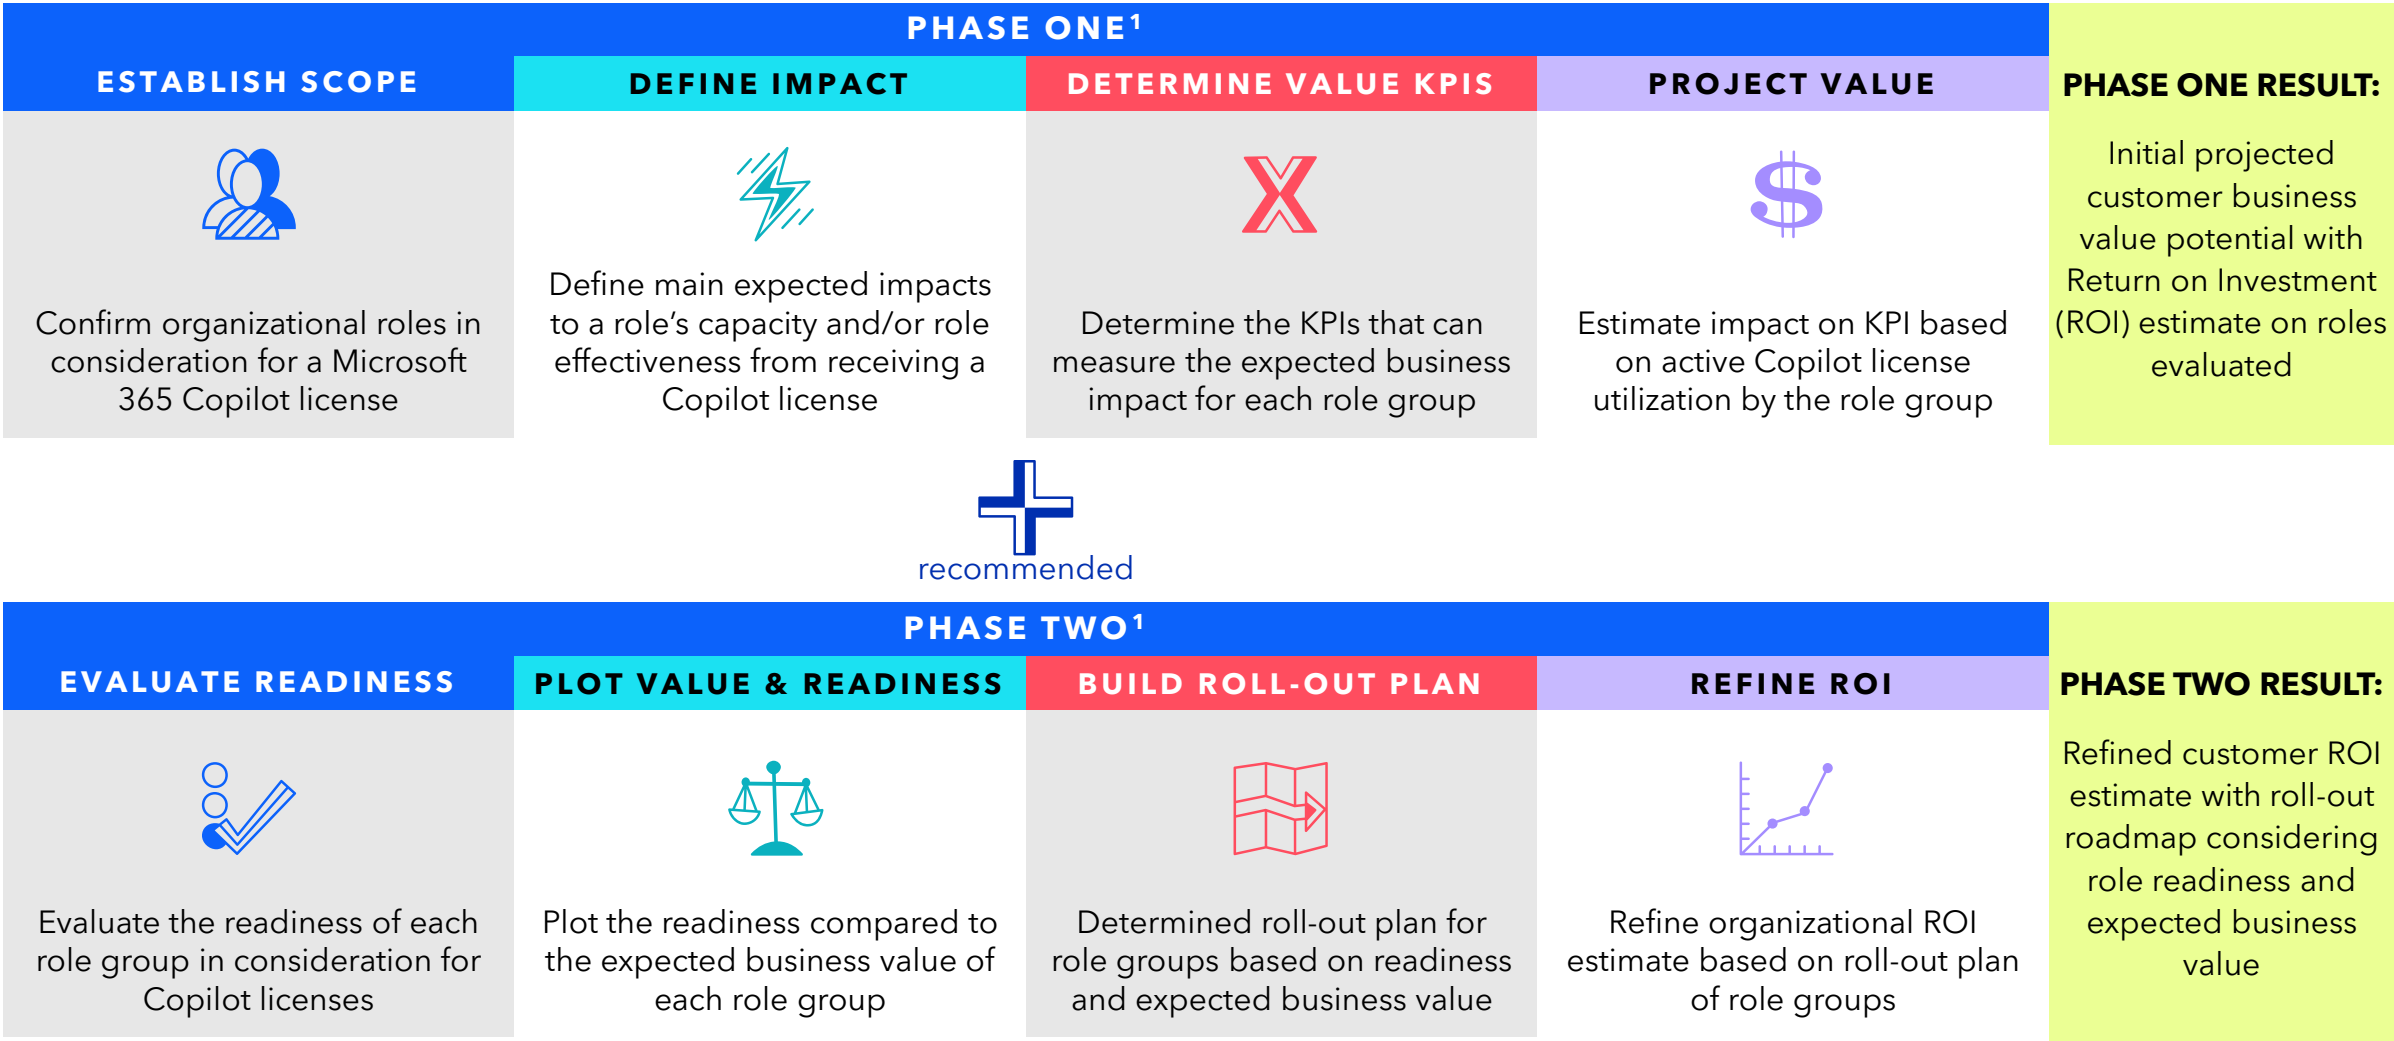 PHASE ONE¹
ESTABLISH SCOPE
Confirm organizational roles in
consideration for a Microsoft
365 Copilot license
DEFINE IMPACT
Define main expected impacts
to a role's capacity and/or role
effectiveness from receiving a
Copilot license
DETERMINE VALUE KPIS
Determine the KPIs that can
measure the expected business
impact for each role group
PROJECT VALUE
Estimate impact on KPI based
on active Copilot license
utilization by the role group
PHASE ONE RESULT:
Initial projected
customer business
value potential with
Return on Investment
(ROI) estimate on roles
evaluated
recommended
PHASE TWO¹
EVALUATE READINESS
Evaluate the readiness of each
role group in consideration for
Copilot licenses
PLOT VALUE & READINESS
Plot the readiness compared to
the expected business value of
each role group
BUILD ROLL-OUT PLAN
Determined roll-out plan for
role groups based on readiness
and expected business value
REFINE ROI
Refine organizational ROI
estimate based on roll-out plan
of role groups
PHASE TWO RESULT:
Refined customer ROI
estimate with roll-out
roadmap considering
role readiness and
expected business
value